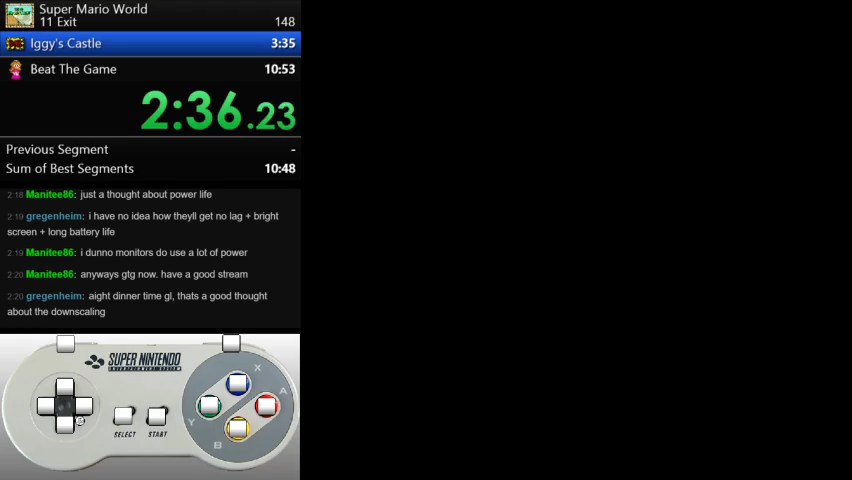 Super Mario World
11 Exit 148
Iggy's Castle 3:35
Beat The Game 10:53
2:36.23
Previous Segment -
Sum of Best Segments 10:48
2:18 Manitee86: just a thought about power life
2:19 gregenheim: i have no idea how theyll get no lag + bright
screen + long battery life
2:19 Manitee86: i dunno monitors do use a lot of power
2:20 Manitee86: anyways gtg now. have a good stream
2:20 gregenheim: aight dinner time gl, thats a good thought
about the downscaling
SUPER NINTENDO
ENTERTAINMENT SYSTEM
X
A
Y
B
SELECT START